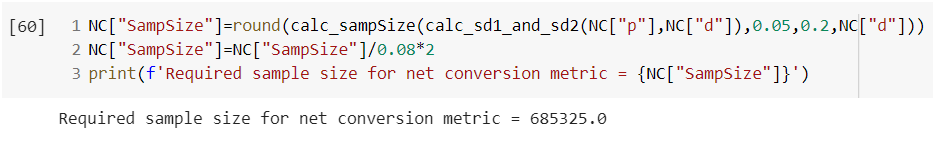 [60] 1 NC["SampSize"]=round(calc_sampSize(calc_sd1_and_sd2(NC["p"],NC["d"]),0.05,0.2,NC["d"]))
2 NC["SampSize"]=NC["SampSize"]/0.08*2
3 print(f'Required sample size for net conversion metric = {NC["SampSize"]}')
Required sample size for net conversion metric = 685325.0